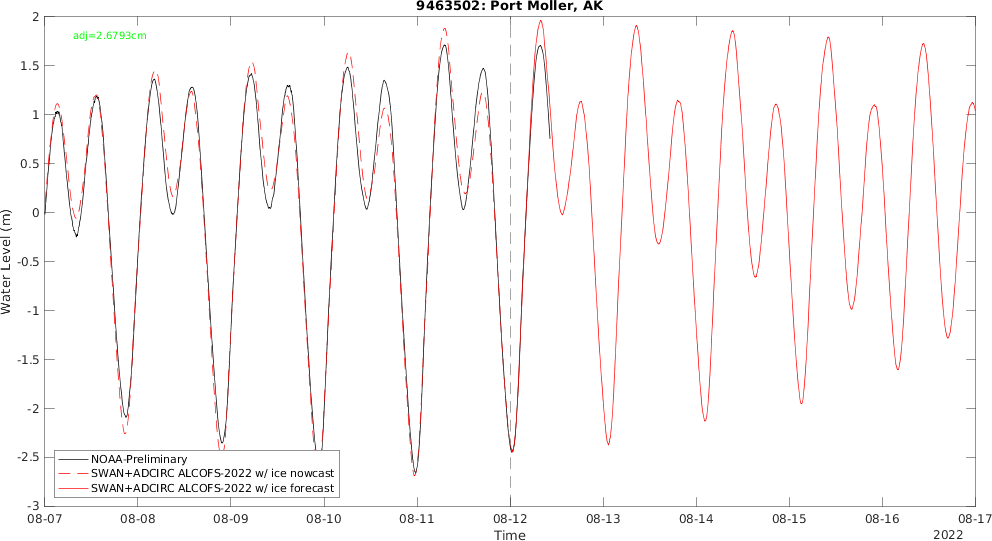 9463502: Port Moller, AK
adj=2.6793cm
2
1.5
1
0.5
0
-0.5
-1
-1.5
-2
-2.5
-3
Water Level (m)
NOAA-Preliminary
SWAN+ADCIRC ALCOFS-2022 w/ ice nowcast
SWAN+ADCIRC ALCOFS-2022 w/ ice forecast
08-07 08-08 08-09 08-10 08-11 08-12 08-13 08-14 08-15 08-16 08-17
Time
2022